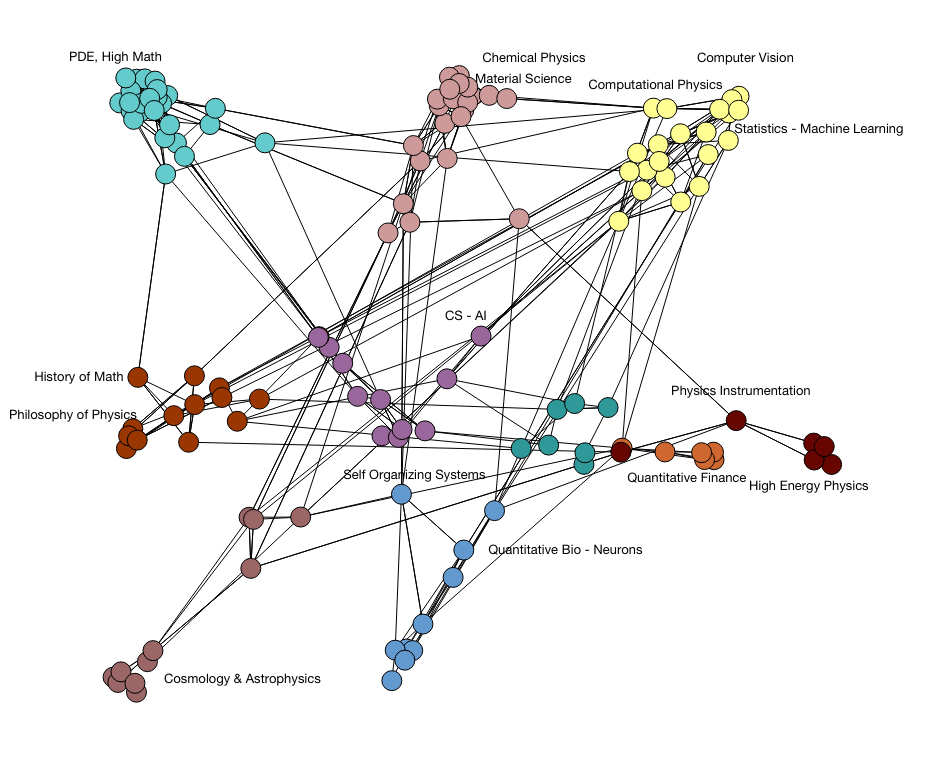 PDE, High Math
Chemical Physics
Computer Vision
Material Science
Computational Physics
Statistics - Machine Learning
CS - AI
History of Math
Physics Instrumentation
Philosophy of Physics
Self Organizing Systems
Quantitative Finance
High Energy Physics
Quantitative Bio - Neurons
Cosmology & Astrophysics